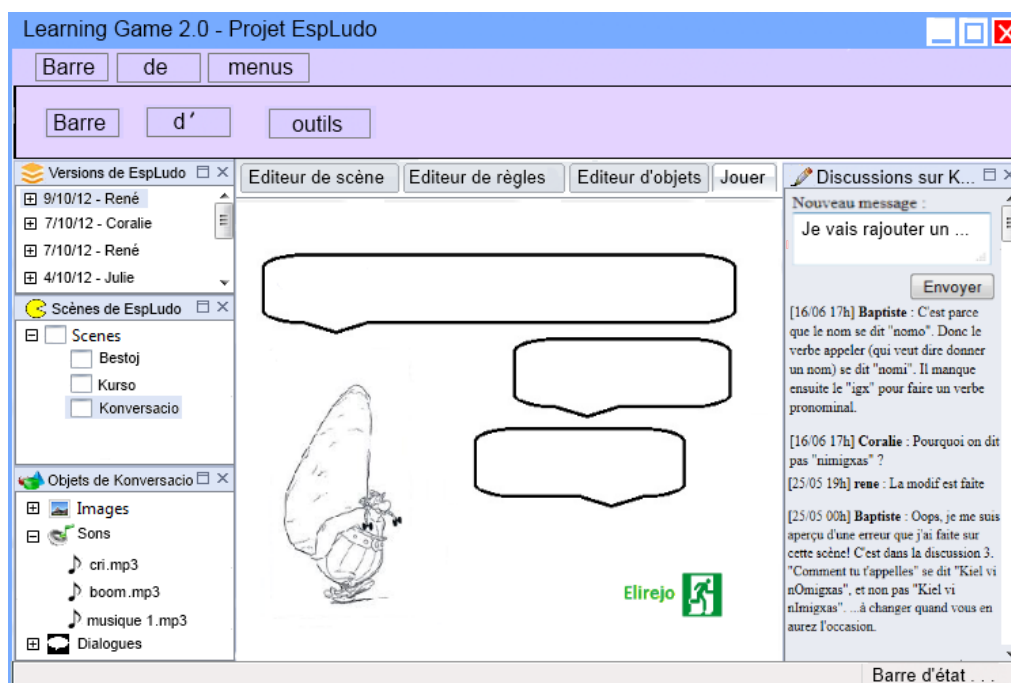 Learning Game 2.0 - Projet EspLudo
Barre de menus
Barre d' outils
Versions de EspLudo
9/10/12 - René
7/10/12 - Coralie
7/10/12 - René
4/10/12 - Julie
Scènes de EspLudo
Scenes
Bestoj
Kurso
Konversacio
Objets de Konversacio
Images
Sons
cri.mp3
boom.mp3
musique 1.mp3
Dialogues
Editeur de scène
Editeur de règles
Editeur d'objets
Jouer
Elirejo
Discussions sur K...
Nouveau message :
Je vais rajouter un ...
Envoyer
[16/06 17h] Baptiste : C'est parce
que le nom se dit "nomo". Donc le
verbe appeler (qui veut dire donner
un nom) se dit "nomi". Il manque
ensuite le "igx" pour faire un verbe
pronominal.
[16/06 17h] Coralie : Pourquoi on dit
pas "nimigxas" ?
[25/05 19h] rene : La modif est faite
[25/05 00h] Baptiste : Oops, je me suis
aperçu d'une erreur que j'ai faite sur
cette scène! C'est dans la discussion 3.
"Comment tu t'appelles" se dit "Kiel vi
nOmigxas", et non pas "Kiel vi
nImigxas". ...à changer quand vous en
aurez l'occasion.
Barre d'état . . .